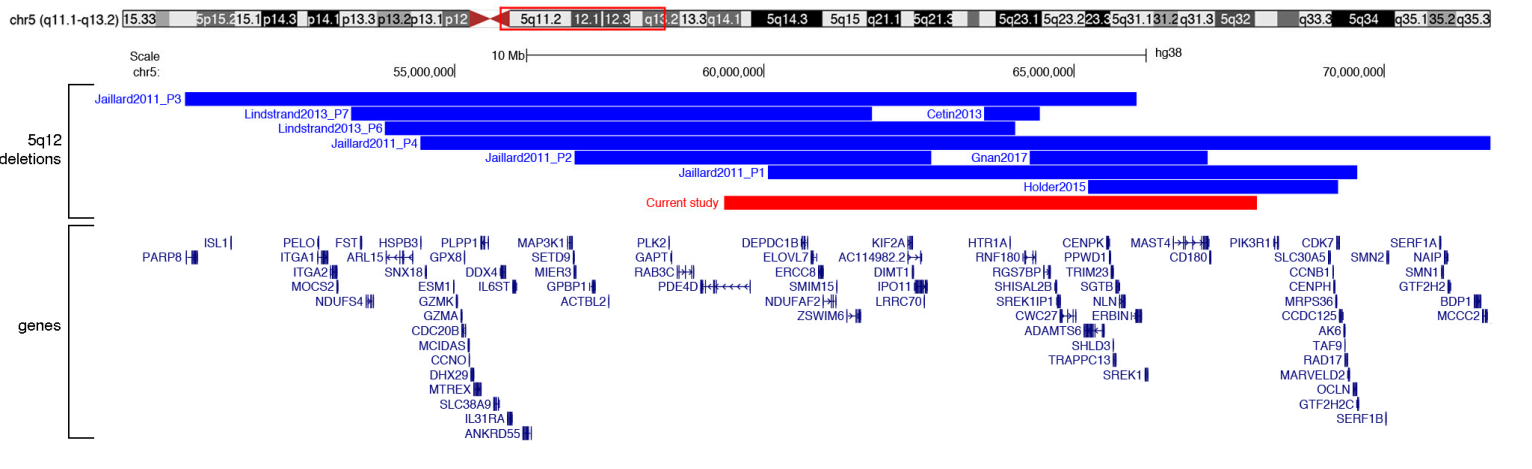 chr5 (q11.1-q13.2) 15.33 5p15.2 15.1 p14.3 p14.1 p13.3 p13.2 p13.1 p12 5q11.2 12.1 12.3 q13.2 13.3 q14.1 5q14.3 5q15 q21.1 5q21.3 5q23.1 5q23.2 23.3 5q31.1 31.2 q31.3 5q32 q33.3 5q34 q35.1 35.2 q35.3
Scale 10 Mb hg38
chr5: 55,000,000 60,000,000 65,000,000 70,000,000
Jaillard2011_P3
Lindstrand2013_P7 Cetin2013
Lindstrand2013_P6
5q12
Jaillard2011_P4
deletions
Jaillard2011_P2 Gnan2017
Jaillard2011_P1
Holder2015
Current study
ISL1 PELO FST HSPB3 PLPP1 MAP3K1 PLK2 DEPDC1B KIF2A HTR1A CENPK MAST4 PIK3R1 CDK7 SERF1A
PARP8 ITGA1 ARL15 GPX8 SETD9 GAPT ELOVL7 AC114982.2 RNF180 PPWD1 CD180 SLC30A5 SMN2 NAIP
ITGA2 SNX18 DDX4 MIER3 RAB3C ERCC8 DIMT1 RGS7BP TRIM23 CCNB1 SMN1
MOCS2 ESM1 IL6ST GPBP1 PDE4D SMIM15 IPO11 SHISAL2B SGTB CENPH GTF2H2
NDUFS4 GZMK ACTBL2 NDUFAF2 LRRC70 SREK1IP1 NLN MRPS36 BDP1
GZMA ZSWIM6 CWC27 ERBIN CCDC125 MCCC2
genes
CDC20B ADAMTS6 AK6
MCIDAS SHLD3 TAF9
CCNO TRAPPC13 RAD17
DHX29 SREK1 MARVELD2
MTREX OCLN
SLC38A9 GTF2H2C
IL31RA SERF1B
ANKRD55